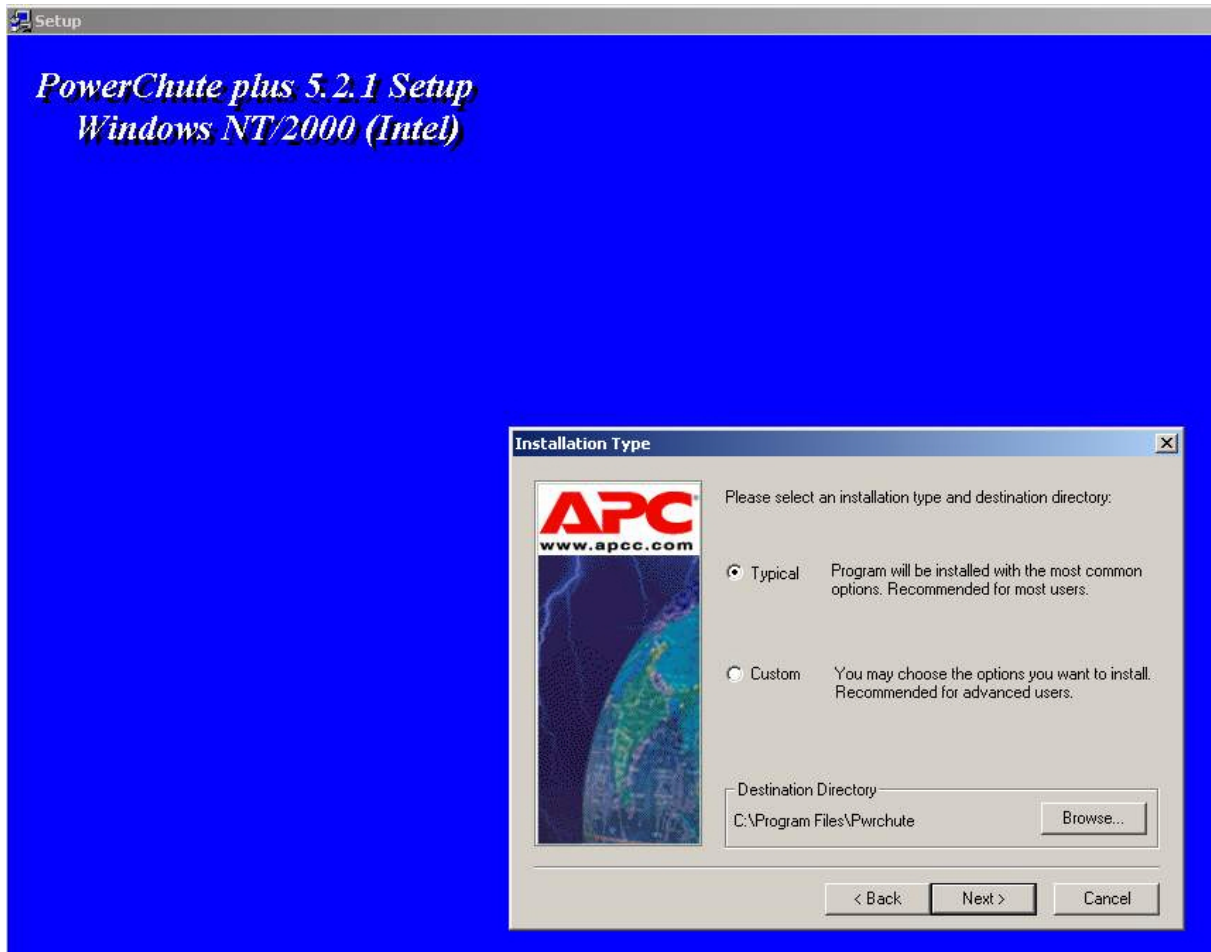 Setup
PowerChute plus 5.2.1 Setup
Windows NT/2000 (Intel)
Installation Type
APC
www.apcc.com
Please select an installation type and destination directory:
Typical
Program will be installed with the most common
options. Recommended for most users.
Custom
You may choose the options you want to install.
Recommended for advanced users.
Destination Directory
C:\Program Files\Pwrchute
Browse...
< Back
Next >
Cancel